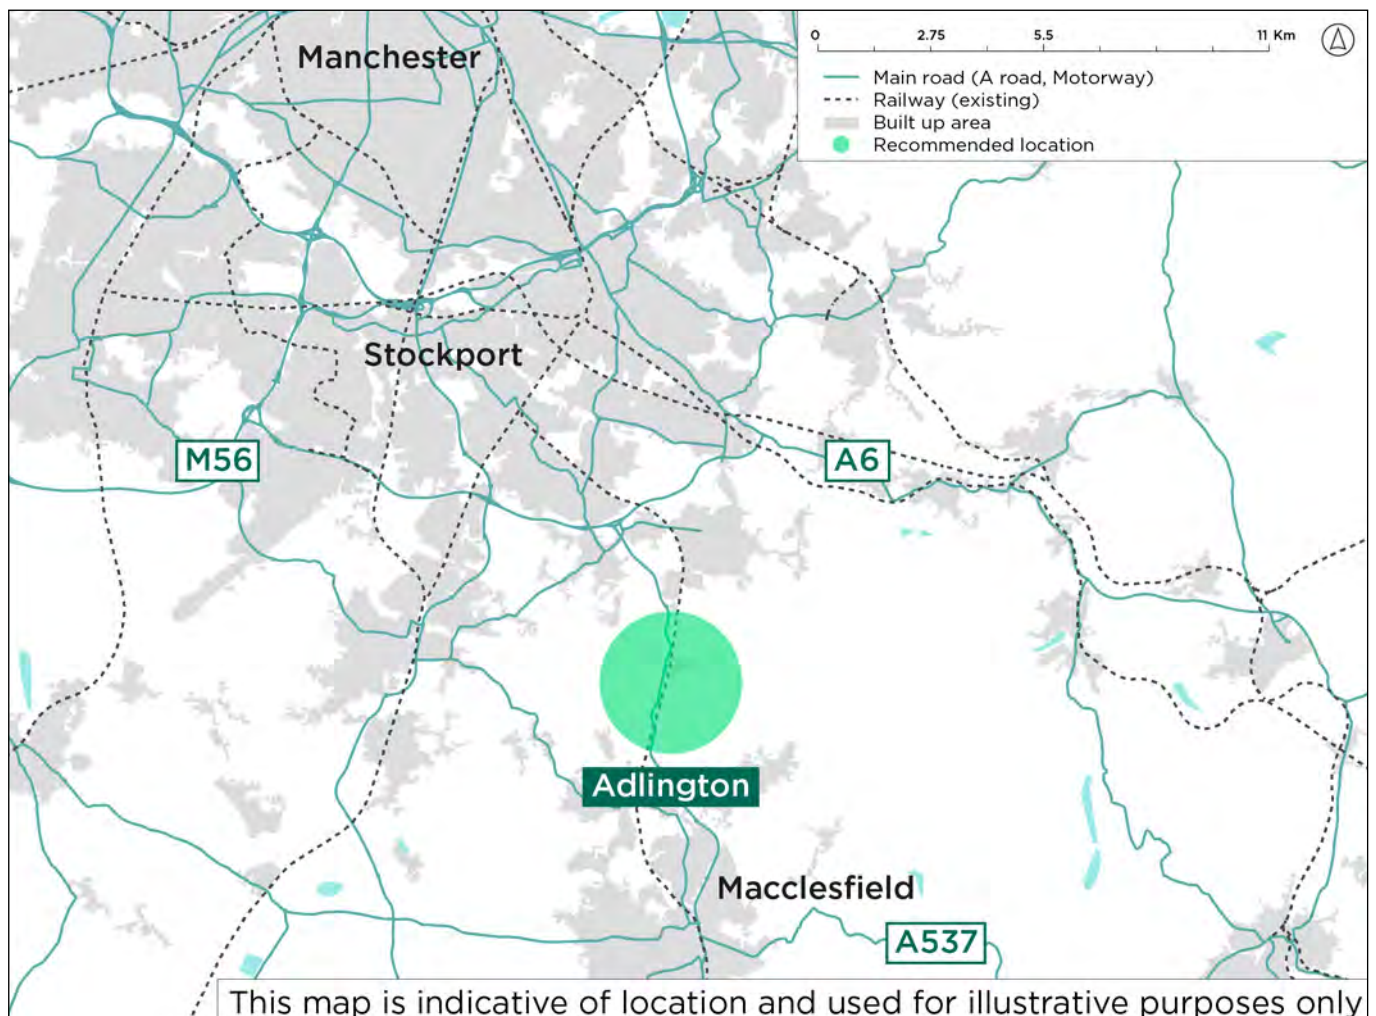 Manchester
0 2.75 5.5 11 Km
Main road (A road, Motorway)
Railway (existing)
Built up area
Recommended location
Stockport
M56
A6
Adlington
Macclesfield
A537
This map is indicative of location and used for illustrative purposes only